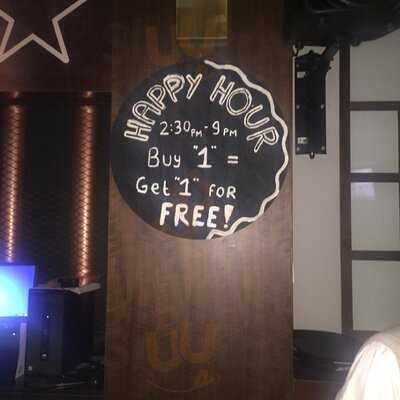 HAPPY HOUR
2:30PM-9PM
Buy "1" =
Get "1" FOR
FREE!